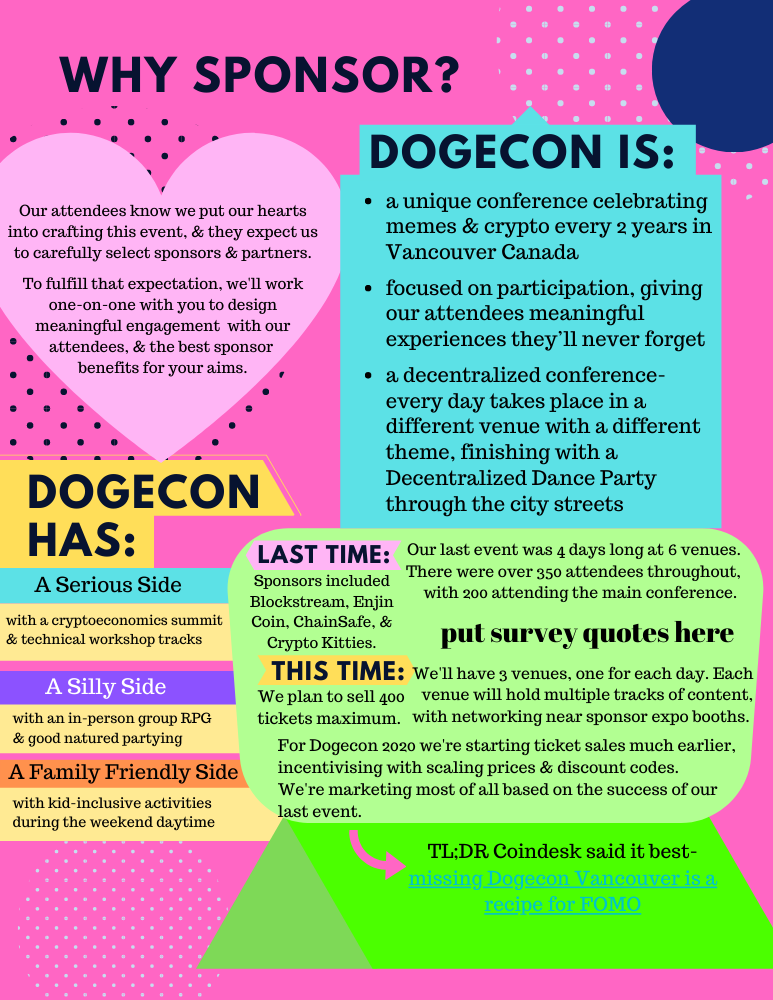 WHY SPONSOR?
Our attendees know we put our hearts
into crafting this event, & they expect us
to carefully select sponsors & partners.
To fulfill that expectation, we'll work
one-on-one with you to design
meaningful engagement with our
attendees, & the best sponsor
benefits for your aims.
DOGECON IS:
• a unique conference celebrating
memes & crypto every 2 years in
Vancouver Canada
• focused on participation, giving
our attendees meaningful
experiences they'll never forget
• a decentralized conference-
every day takes place in a
different venue with a different
theme, finishing with a
Decentralized Dance Party
through the city streets
DOGECON
HAS:
A Serious Side
with a cryptoeconomics summit
& technical workshop tracks
A Silly Side
with an in-person group RPG
& good natured partying
A Family Friendly Side
with kid-inclusive activities
during the weekend daytime
LAST TIME:
Sponsors included
Blockstream, Enjin
Coin, ChainSafe, &
Crypto Kitties.
Our last event was 4 days long at 6 venues.
There were over 350 attendees throughout,
with 200 attending the main conference.
put survey quotes here
THIS TIME:
We plan to sell 400
tickets maximum.
We'll have 3 venues, one for each day. Each
venue will hold multiple tracks of content,
with networking near sponsor expo booths.
For Dogecon 2020 we're starting ticket sales much earlier,
incentivising with scaling prices & discount codes.
We're marketing most of all based on the success of our
last event.
TL;DR Coindesk said it best-
missing Dogecon Vancouver is a
recipe for FOMO